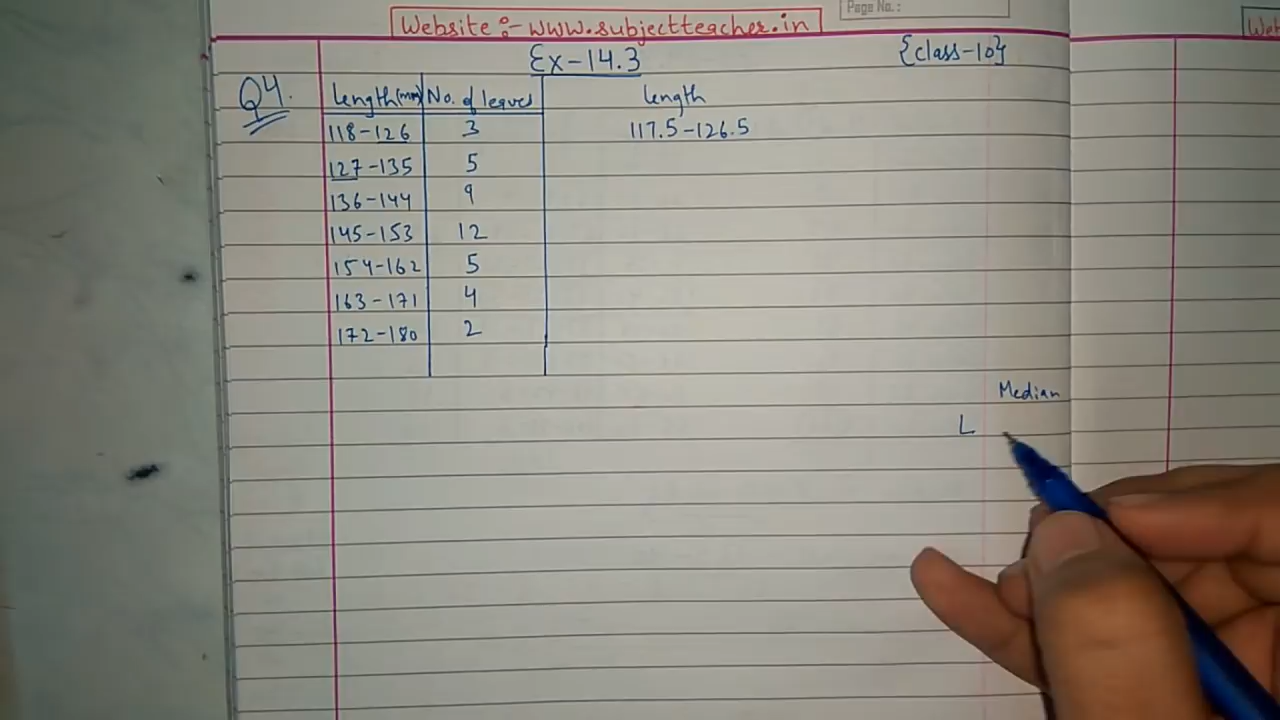 Page No.:
Website :- www.subjectteacher.in
Ex-14.3
{class-10}
Q4.
length(mm) No. of leaves length
118-126 3 117.5-126.5
127-135 5
136-144 9
145-153 12
154-162 5
163-171 4
172-180 2
Median
L